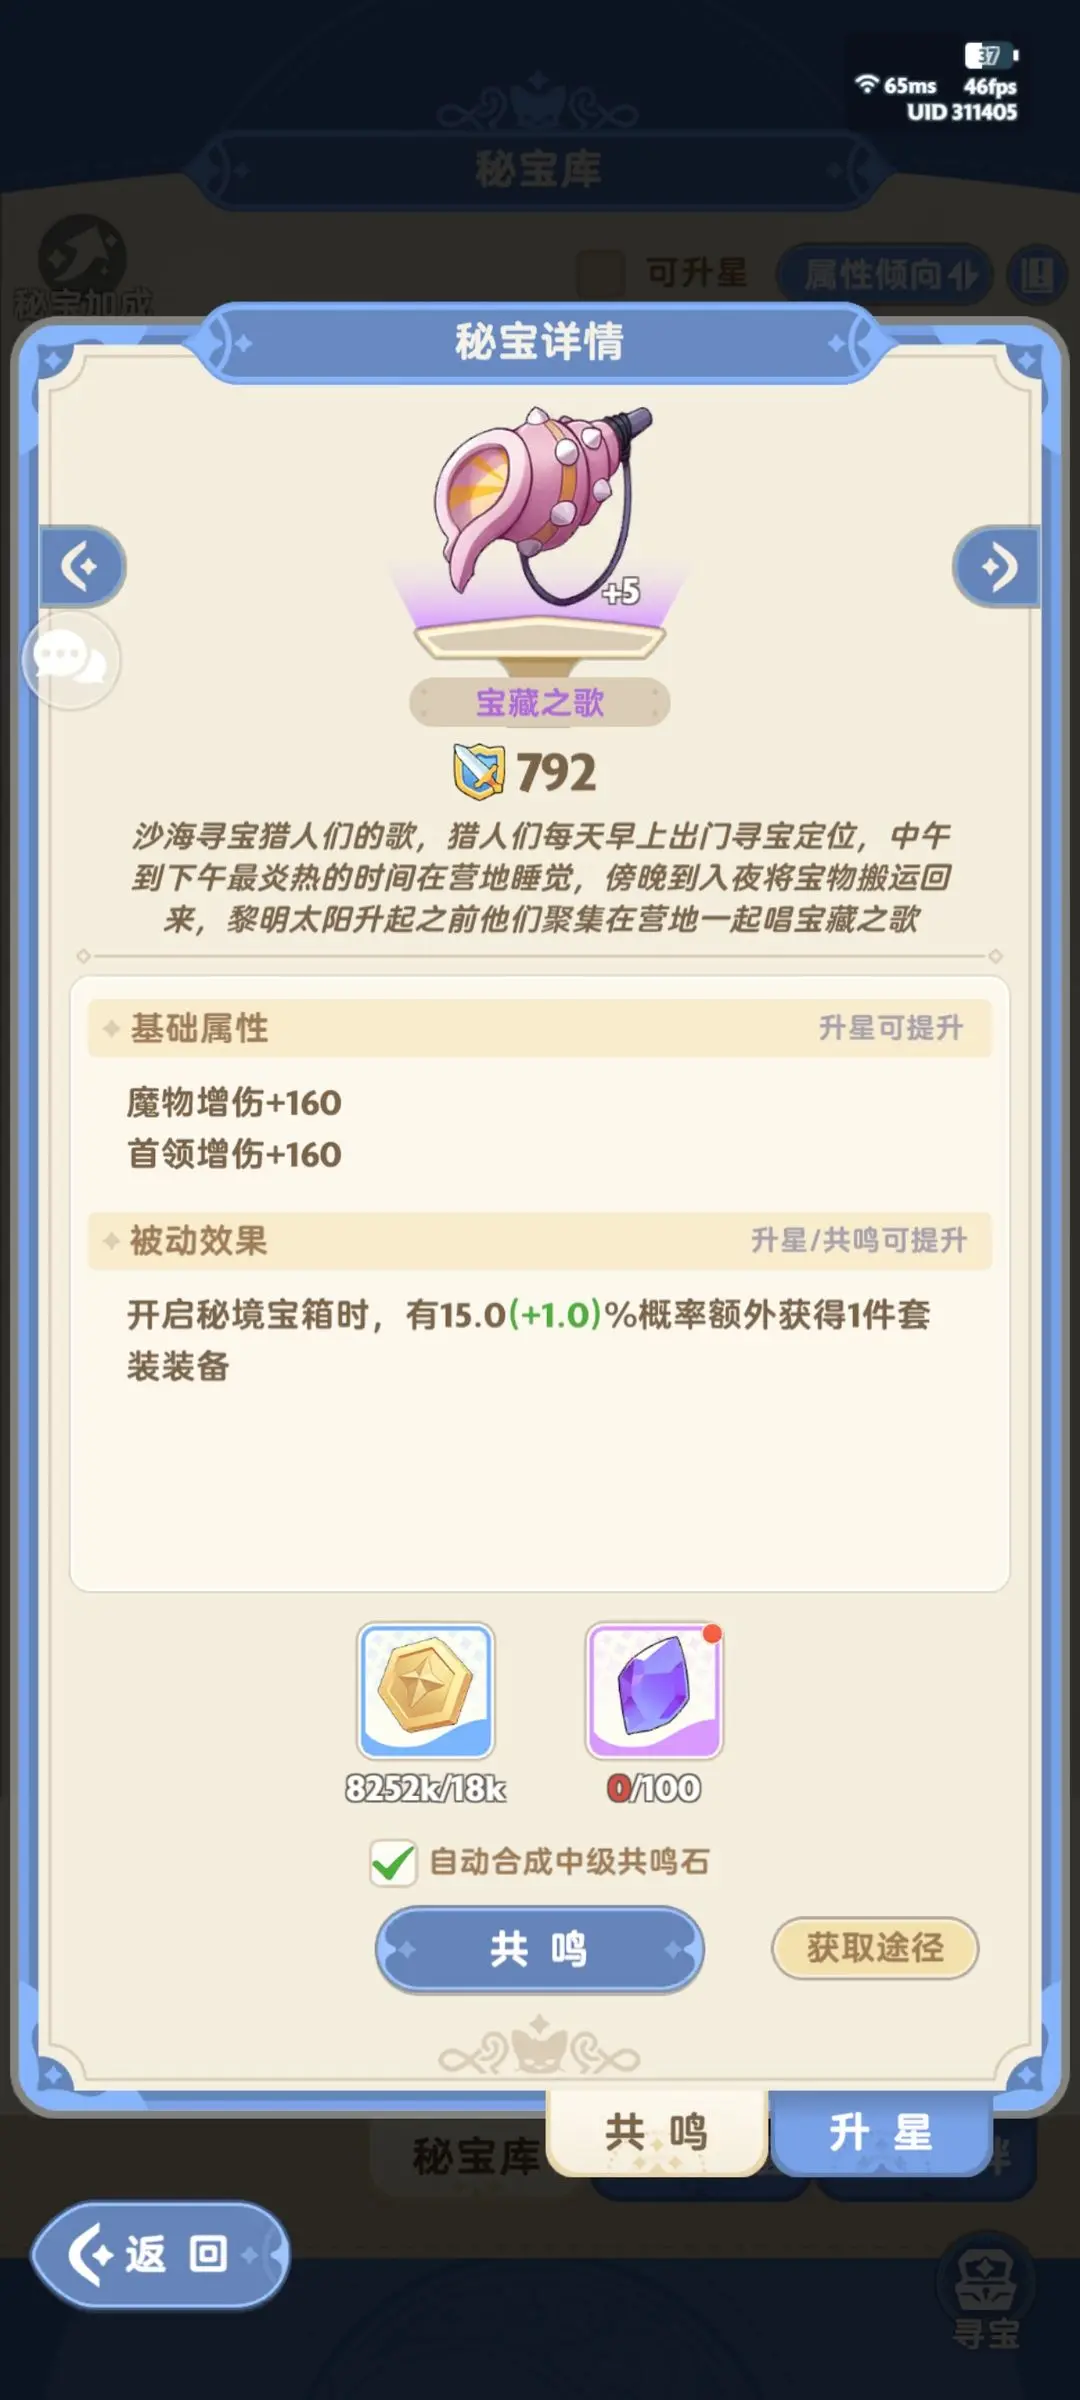 37
65ms 46fps
UID 311405
秘宝库
可升星
属性倾向
秘宝加成
秘宝详情
+5
宝藏之歌
792
沙海寻宝猎人们的歌，猎人们每天早上出门寻宝定位，中午
到下午最炎热的时间在营地睡觉，傍晚到入夜将宝物搬运回
来，黎明太阳升起之前他们聚集在营地一起唱宝藏之歌
基础属性 升星可提升
魔物增伤+160
首领增伤+160
被动效果 升星/共鸣可提升
开启秘境宝箱时，有15.0(+1.0)%概率额外获得1件套
装装备
8252k/18k
0/100
自动合成中级共鸣石
共鸣
获取途径
共鸣
升星
秘宝库
返回
寻宝